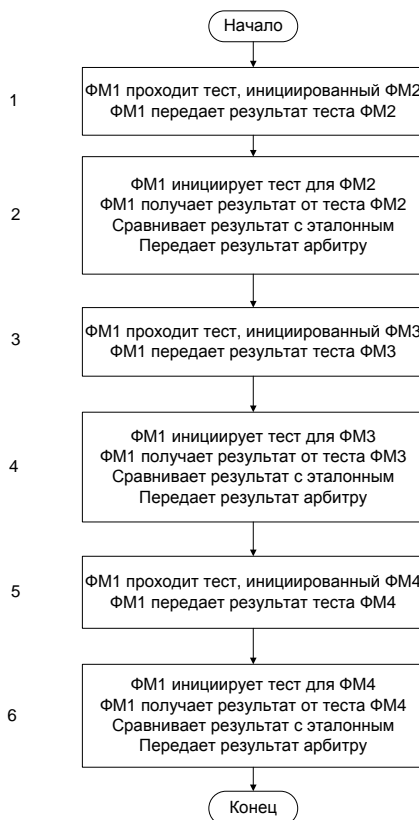 Начало
1
ФМ1 проходит тест, инициированный ФМ2
ФМ1 передает результат теста ФМ2
2
ФМ1 инициирует тест для ФМ2
ФМ1 получает результат от теста ФМ2
Сравнивает результат с эталонным
Передает результат арбитру
3
ФМ1 проходит тест, инициированный ФМ3
ФМ1 передает результат теста ФМ3
4
ФМ1 инициирует тест для ФМ3
ФМ1 получает результат от теста ФМ3
Сравнивает результат с эталонным
Передает результат арбитру
5
ФМ1 проходит тест, инициированный ФМ4
ФМ1 передает результат теста ФМ4
6
ФМ1 инициирует тест для ФМ4
ФМ1 получает результат от теста ФМ4
Сравнивает результат с эталонным
Передает результат арбитру
Конец